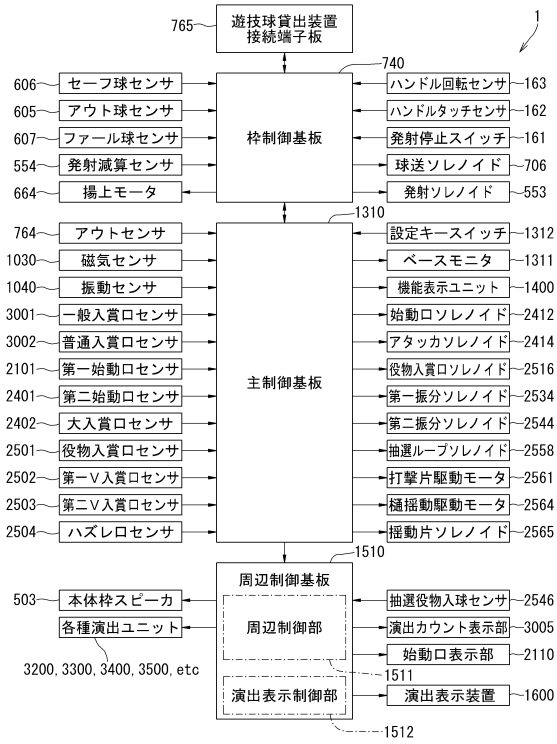 1
765
遊技球貸出装置
接続端子板
740
606
セーフ球センサ
605
アウト球センサ
607
ファール球センサ
554
発射減算センサ
664
揚上モータ
枠制御基板
ハンドル回転センサ
163
ハンドルタッチセンサ
162
発射停止スイッチ
161
球送ソレノイド
706
発射ソレノイド
553
1310
764
アウトセンサ
1030
磁気センサ
1040
振動センサ
3001
一般入賞口センサ
3002
普通入賞口センサ
2101
第一始動口センサ
2401
第二始動口センサ
2402
大入賞口センサ
2501
役物入賞口センサ
2502
第一V入賞口センサ
2503
第二V入賞口センサ
2504
ハズレ口センサ
主制御基板
設定キースイッチ
1312
ベースモニタ
1311
機能表示ユニット
1400
始動口ソレノイド
2412
アタッカソレノイド
2414
役物入賞口ソレノイド
2516
第一振分ソレノイド
2534
第二振分ソレノイド
2544
抽選ループソレノイド
2558
打撃片駆動モータ
2561
樋揺動駆動モータ
2564
揺動片ソレノイド
2565
1510
周辺制御基板
503
本体枠スピーカ
各種演出ユニット
3200,3300,3400,3500,etc
周辺制御部
1511
演出表示制御部
1512
抽選役物入球センサ
2546
演出カウント表示部
3005
始動口表示部
2110
演出表示装置
1600